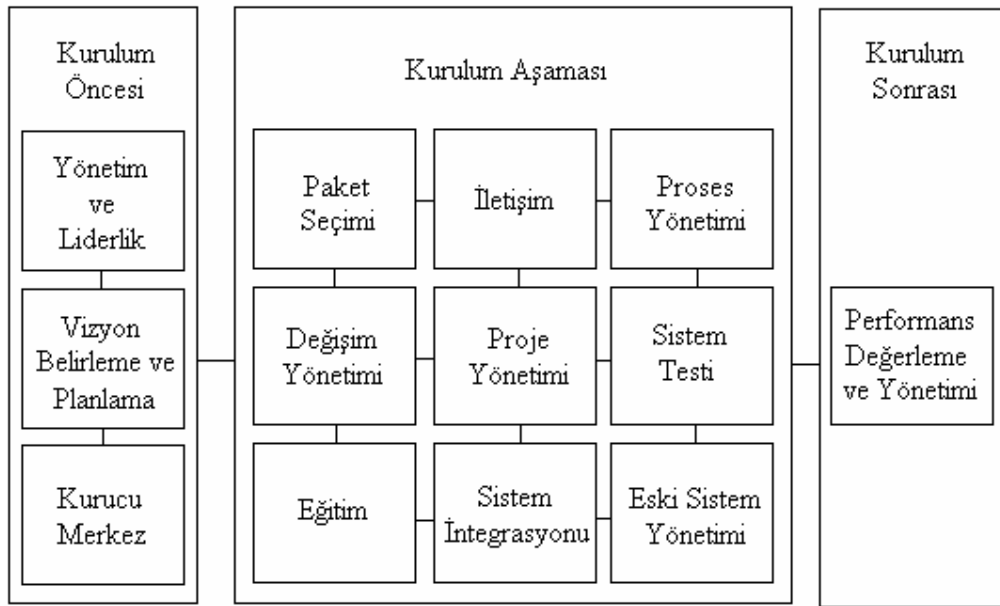 Kurulum
Öncesi
Yönetim
ve
Liderlik
Vizyon
Belirleme ve
Planlama
Kurucu
Merkez
Kurulum Aşaması
Paket
Seçimi
İletişim
Proses
Yönetimi
Değişim
Yönetimi
Proje
Yönetimi
Sistem
Testi
Eğitim
Sistem
İntegrasyonu
Eski Sistem
Yönetimi
Kurulum
Sonrası
Performans
Değerleme
ve Yönetimi